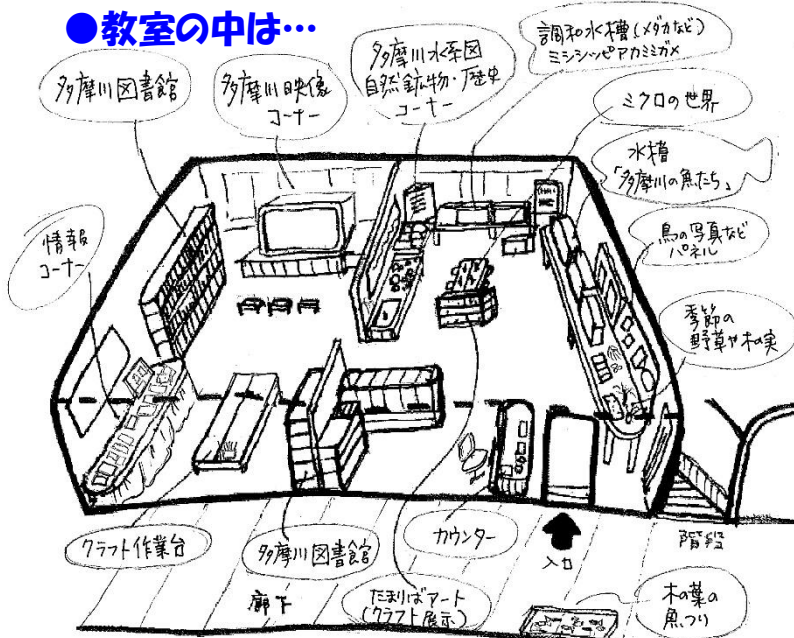 ●教室の中は…
多摩川図書館
多摩川映像
コーナー
多摩川水系図
自然鉱物・歴史
コーナー
調和水槽(メダカなど)
ミシシッピアカミミガメ
ミクロの世界
水槽
「多摩川の魚たち」
鳥の写真など
パネル
季節の
野草や木の実
情報
コーナー
クラフト作業台
多摩川図書館
たまりばアート
(クラフト展示)
カウンター
入口
階段
廊下
木の葉の
魚つり